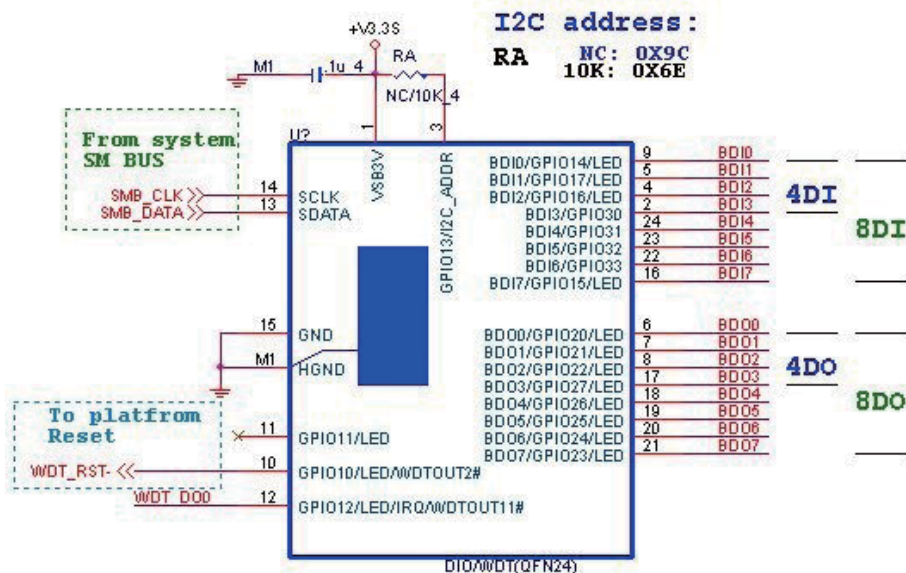 I2C address:
RA NC: 0X9C
10K: 0X6E
+V3.3S
M1 .1u_4 RA
NC/10K_4
From system
SM BUS
U?
1 3
VSB3V
GPIO13/I2C_ADDR
SMB_CLK 14 SCLK
SMB_DATA 13 SDATA
BDI0/GPIO14/LED 9 BDI0
BDI1/GPIO17/LED 5 BDI1
BDI2/GPIO16/LED 4 BDI2
BDI3/GPIO30 2 BDI3
BDI4/GPIO31 24 BDI4
BDI5/GPIO32 23 BDI5
BDI6/GPIO33 22 BDI6
BDI7/GPIO15/LED 16 BDI7
4DI
8DI
15 GND
M1 HGND
BDO0/GPIO20/LED 6 BDO0
BDO1/GPIO21/LED 7 BDO1
BDO2/GPIO22/LED 8 BDO2
BDO3/GPIO27/LED 17 BDO3
BDO4/GPIO26/LED 18 BDO4
BDO5/GPIO25/LED 19 BDO5
BDO6/GPIO24/LED 20 BDO6
BDO7/GPIO23/LED 21 BDO7
4DO
8DO
To platfrom
Reset
11 GPIO11/LED
WDT_RST- 10 GPIO10/LED/WDTOUT2#
WDT_DO0 12 GPIO12/LED/IRQ/WDTOUT11#
DIO/WDT(QFN24)